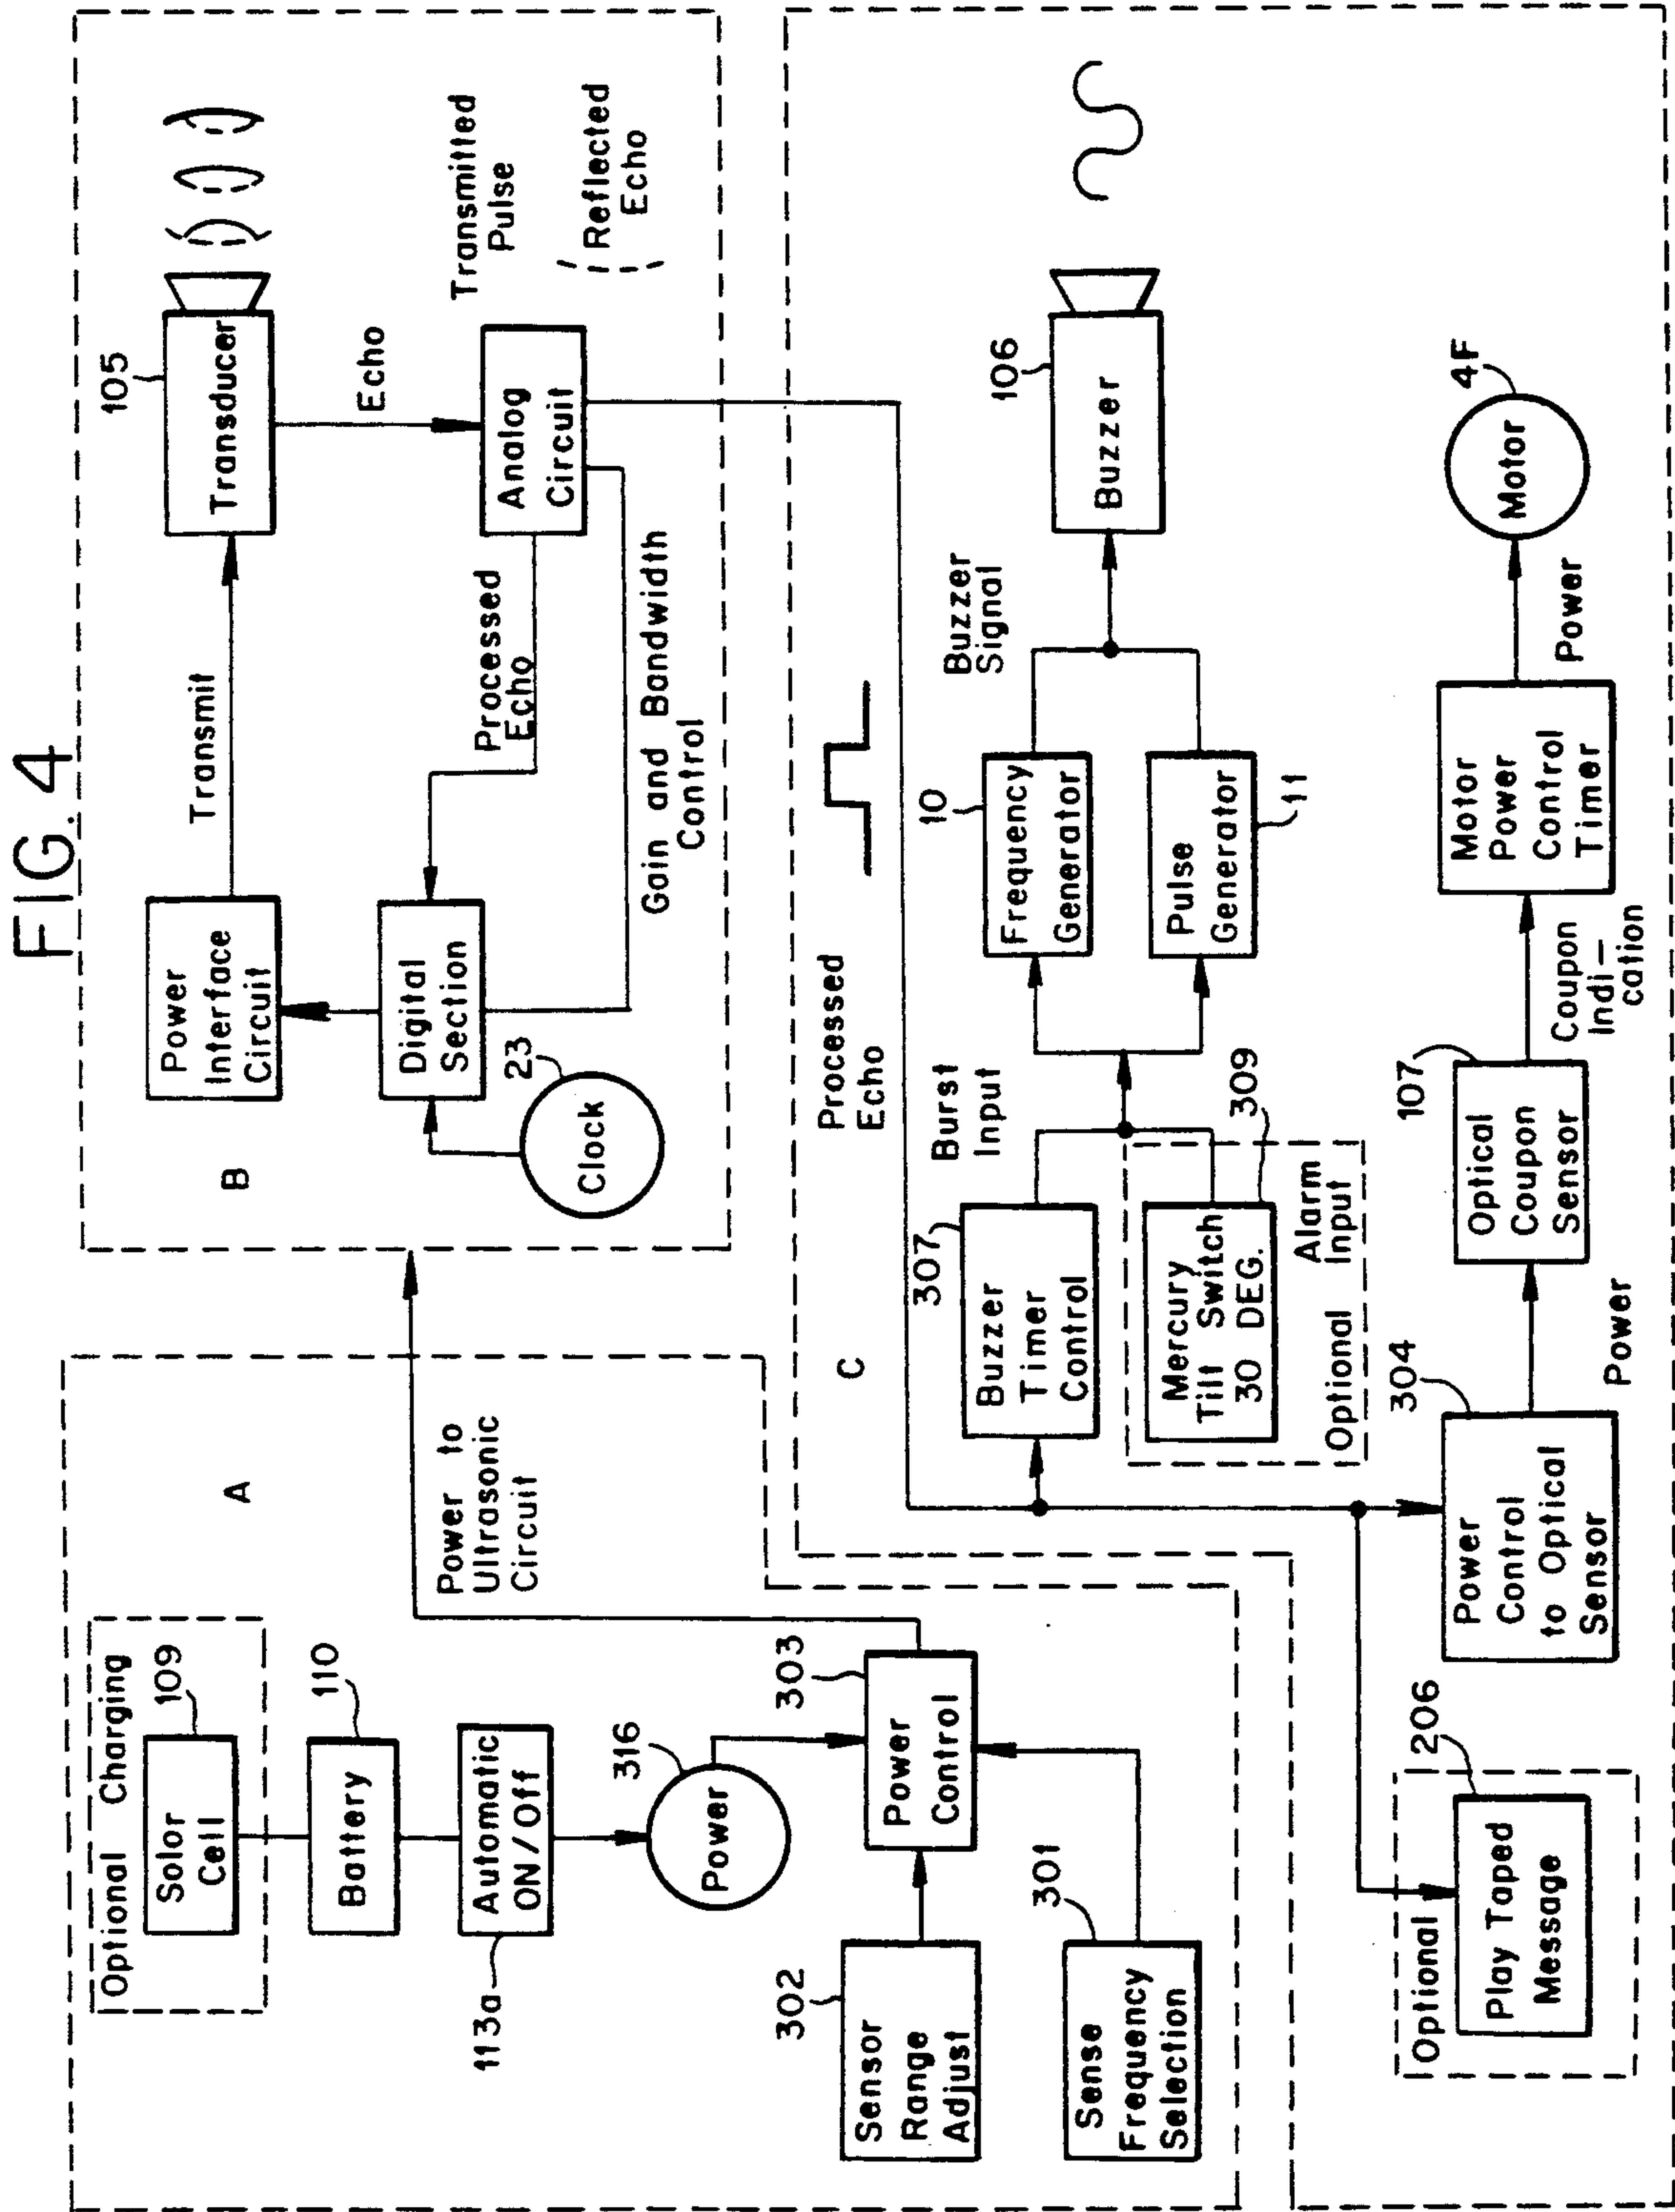 FIG. 4
A
Optional Charging
109
Solor
Cell
110
Battery
Automatic
ON/Off
113a
316
Power
302
Sensor
Range
Adjust
303
Power
Control
301
Sense
Frequency
Selection
Power to
Ultrasonic
Circuit
B
Power
Interface
Circuit
Transmit
105
Transducer
Echo
Digital
Section
23
Clock
Processed
Echo
Analog
Circuit
Gain and Bandwidth
Control
Transmitted
Pulse
Reflected
Echo
C
Processed
Echo
307
Buzzer
Timer
Control
Burst
Input
Mercury
Tilt Switch
30 DEG.
309
Alarm
Input
Optional
10
Frequency
Generator
Pulse
Generator
11
Buzzer
Signal
106
Buzzer
304
Power
Control
to Optical
Sensor
Power
107
Optical
Coupon
Sensor
Coupon
Indi-
cation
Motor
Power
Control
Timer
Power
4F
Motor
Optional
206
Play Taped
Message